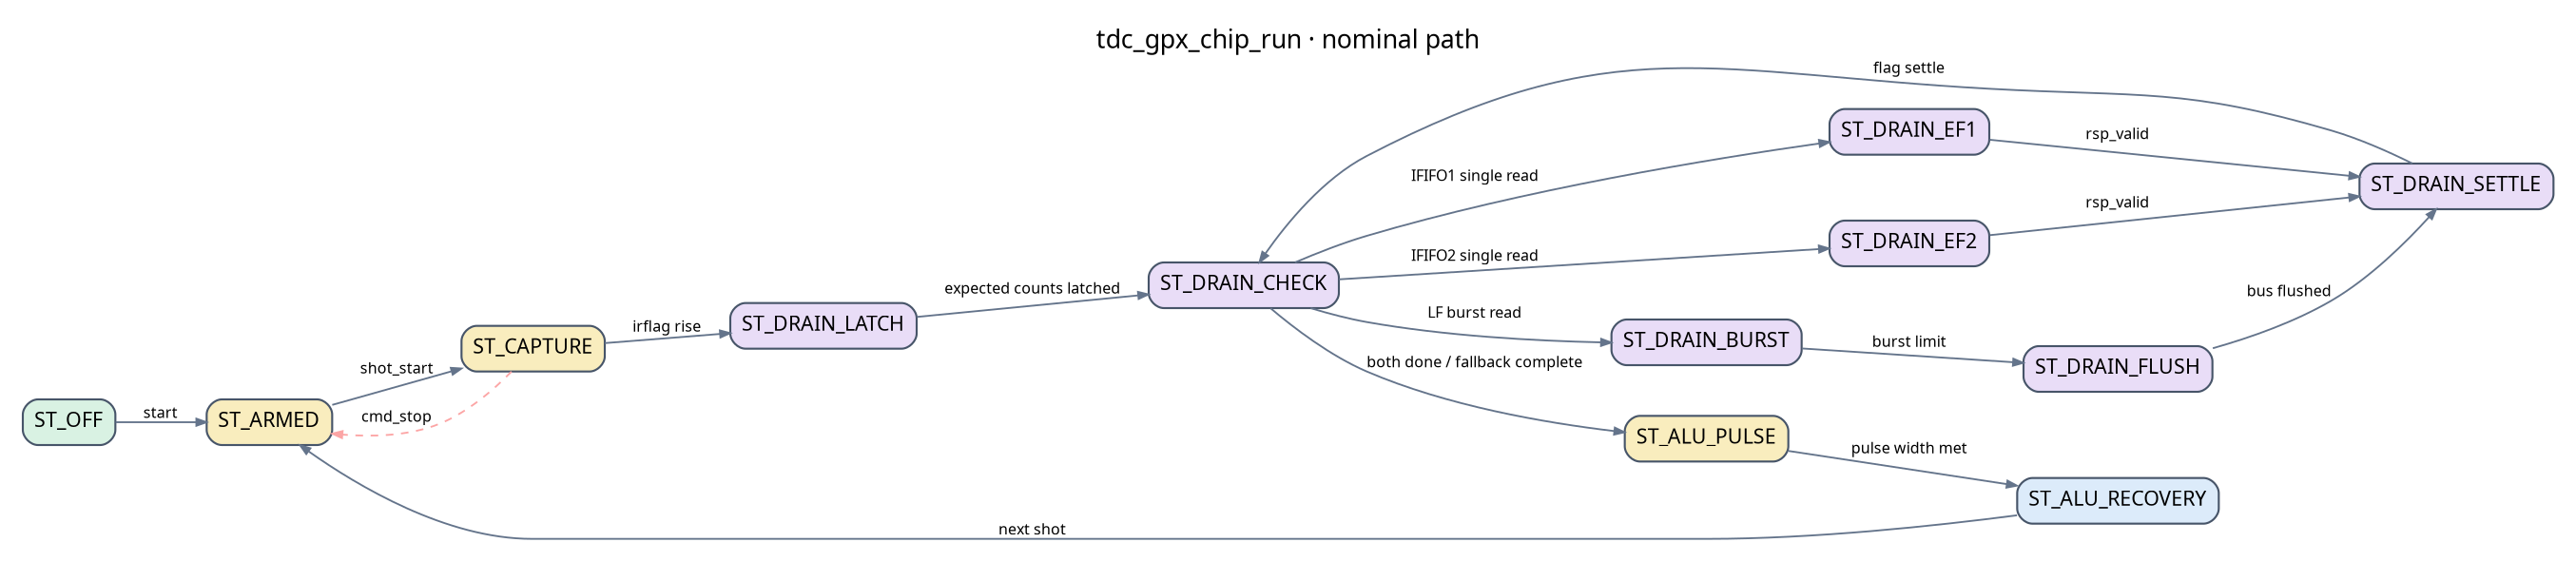 tdc_gpx_chip_run · nominal path
flag settle
ST_DRAIN_EF1
rsp_valid
IFIFO1 single read
ST_DRAIN_SETTLE
rsp_valid
ST_DRAIN_EF2
IFIFO2 single read
ST_DRAIN_CHECK
expected counts latched
bus flushed
LF burst read
ST_DRAIN_LATCH
irflag rise
ST_CAPTURE
ST_DRAIN_BURST
burst limit
ST_DRAIN_FLUSH
both done / fallback complete
shot_start
cmd_stop
ST_OFF
start
ST_ARMED
ST_ALU_PULSE
pulse width met
ST_ALU_RECOVERY
next shot